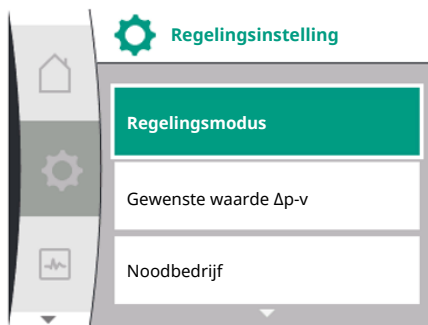 Regelingsinstelling
Regelingsmodus
Gewenste waarde Δp-v
Noodbedrijf